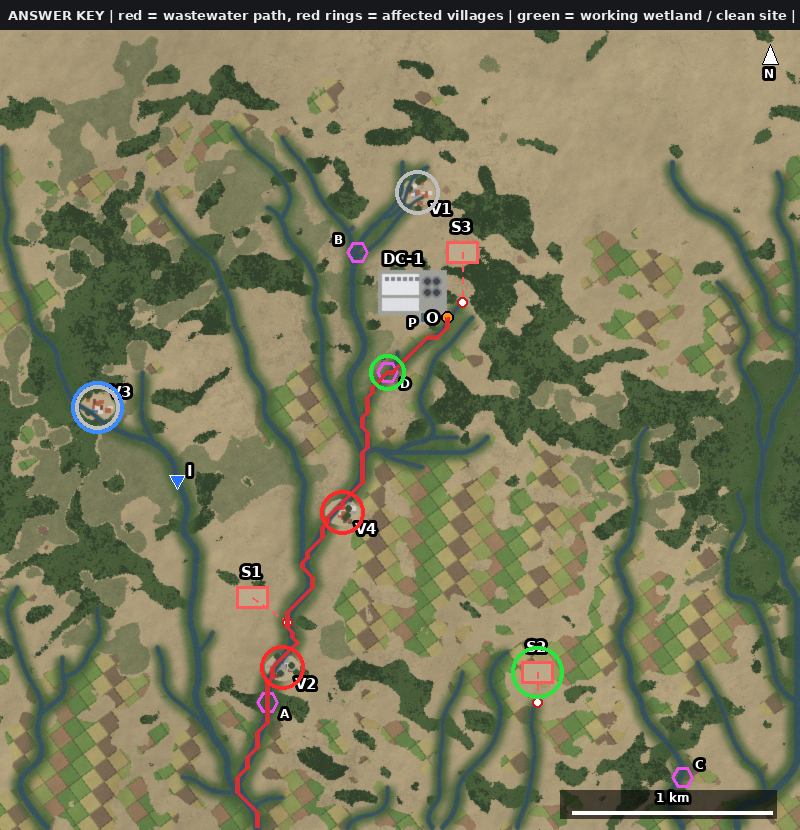 ANSWER KEY | red = wastewater path, red rings = affected villages | green = working wetland / clean site |
N
V1
B
S3
DC-1
P O
D
V3
I
V4
S1
S2
V2
A
C
1 km